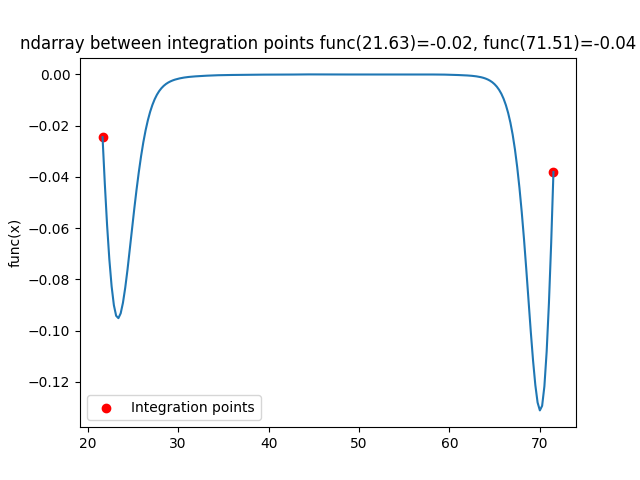 ndarray between integration points func(21.63)=-0.02, func(71.51)=-0.04
0.00
−0.02
−0.04
−0.06
−0.08
−0.10
−0.12
func(x)
Integration points
20 30 40 50 60 70